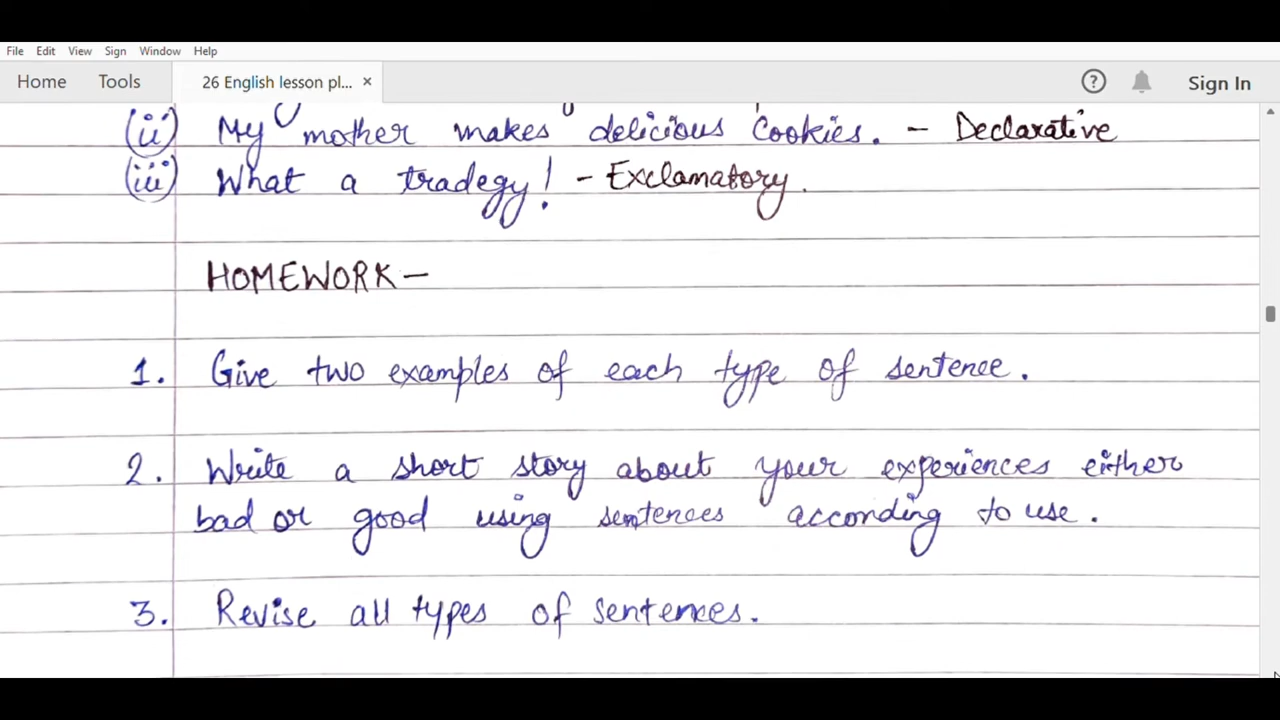 File Edit View Sign Window Help
Home Tools 26 English lesson pl... × ? Sign In
(ii) My mother makes delicious cookies. - Declarative
(iii) What a tradegy! - Exclamatory.
HOMEWORK-
1. Give two examples of each type of sentence.
2. Write a short story about your experiences either
bad or good using sentences according to use.
3. Revise all types of sentences.